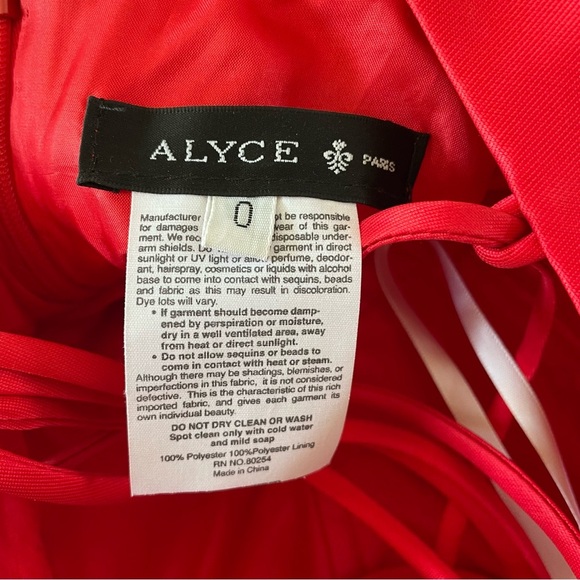 ALYCE PARIS
0
Manufacturer ot be responsible
for damages wear of this gar-
ment. We rec disposable under-
arm shields. Do garment in direct
sunlight or UV light or allow perfume, deodor-
ant, hairspray, cosmetics or liquids with alcohol
base to come into contact with sequins, beads
and fabric as this may result in discoloration.
Dye lots will vary.
• If garment should become damp-
ened by perspiration or moisture,
dry in a well ventilated area, away
from heat or direct sunlight.
• Do not allow sequins or beads to
come in contact with heat or steam.
Although there may be shadings, blemishes, or
imperfections in this fabric, it is not considered
defective. This is the characteristic of this rich
imported fabric, and gives each garment its
own individual beauty.
DO NOT DRY CLEAN OR WASH
Spot clean only with cold water
and mild soap
100% Polyester 100%Polyester Lining
RN NO.80254
Made in China